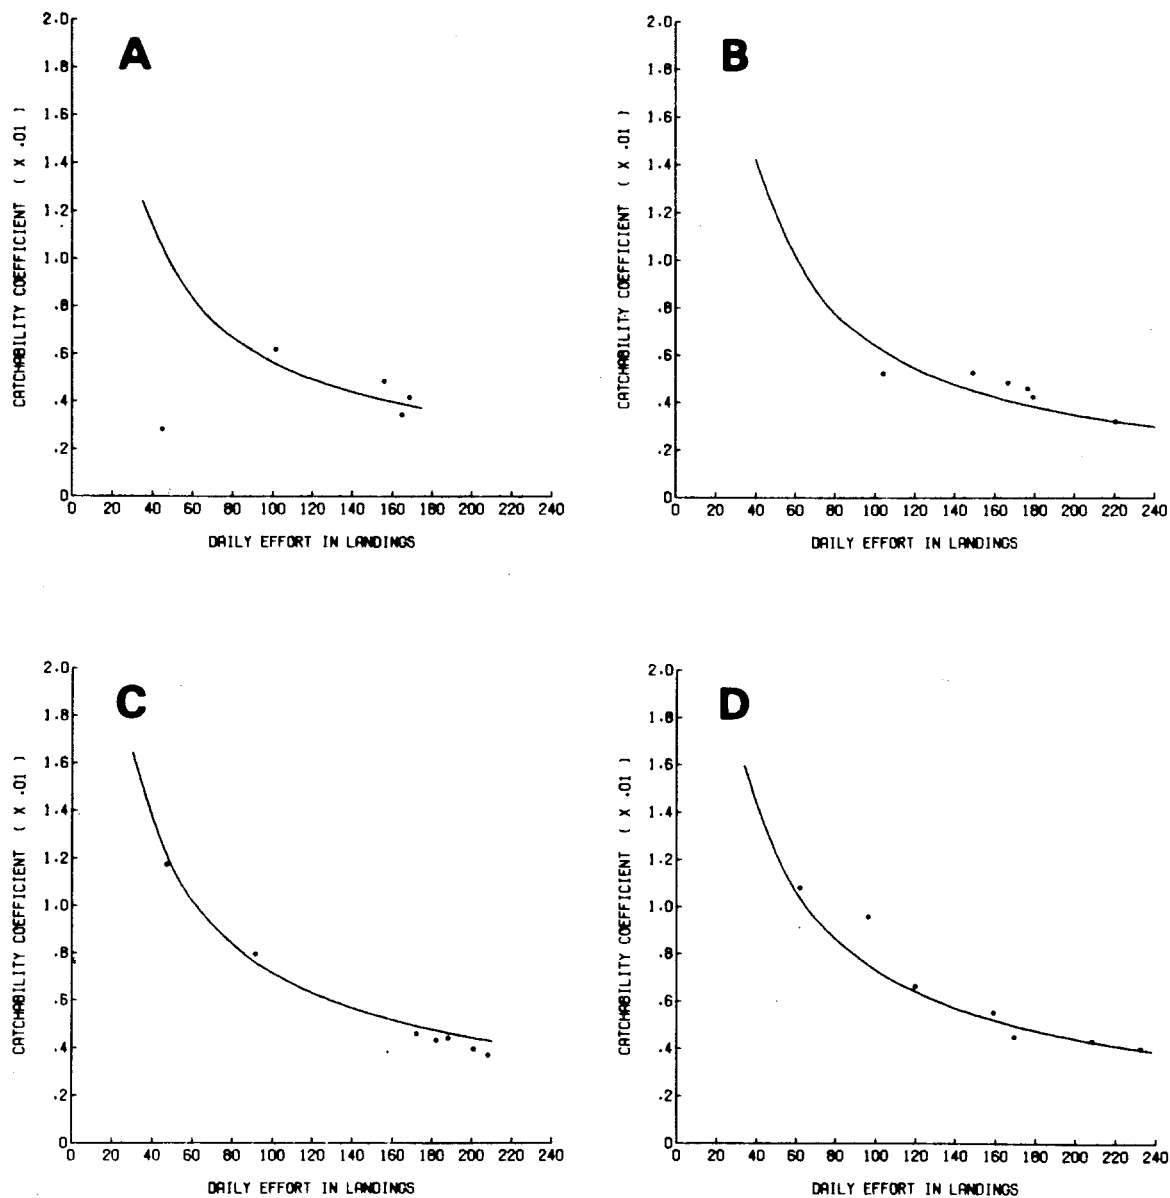 A
2.0
1.8
1.6
1.4
1.2
1.0
.8
.6
.4
.2
0
CATCHABILITY COEFFICIENT ( X .01 )
0 20 40 60 80 100 120 140 160 180 200 220 240
DAILY EFFORT IN LANDINGS
B
2.0
1.8
1.6
1.4
1.2
1.0
.8
.6
.4
.2
0
CATCHABILITY COEFFICIENT ( X .01 )
0 20 40 60 80 100 120 140 160 180 200 220 240
DAILY EFFORT IN LANDINGS
C
2.0
1.8
1.6
1.4
1.2
1.0
.8
.6
.4
.2
0
CATCHABILITY COEFFICIENT ( X .01 )
0 20 40 60 80 100 120 140 160 180 200 220 240
DAILY EFFORT IN LANDINGS
D
2.0
1.8
1.6
1.4
1.2
1.0
.8
.6
.4
.2
0
CATCHABILITY COEFFICIENT ( X .01 )
0 20 40 60 80 100 120 140 160 180 200 220 240
DAILY EFFORT IN LANDINGS